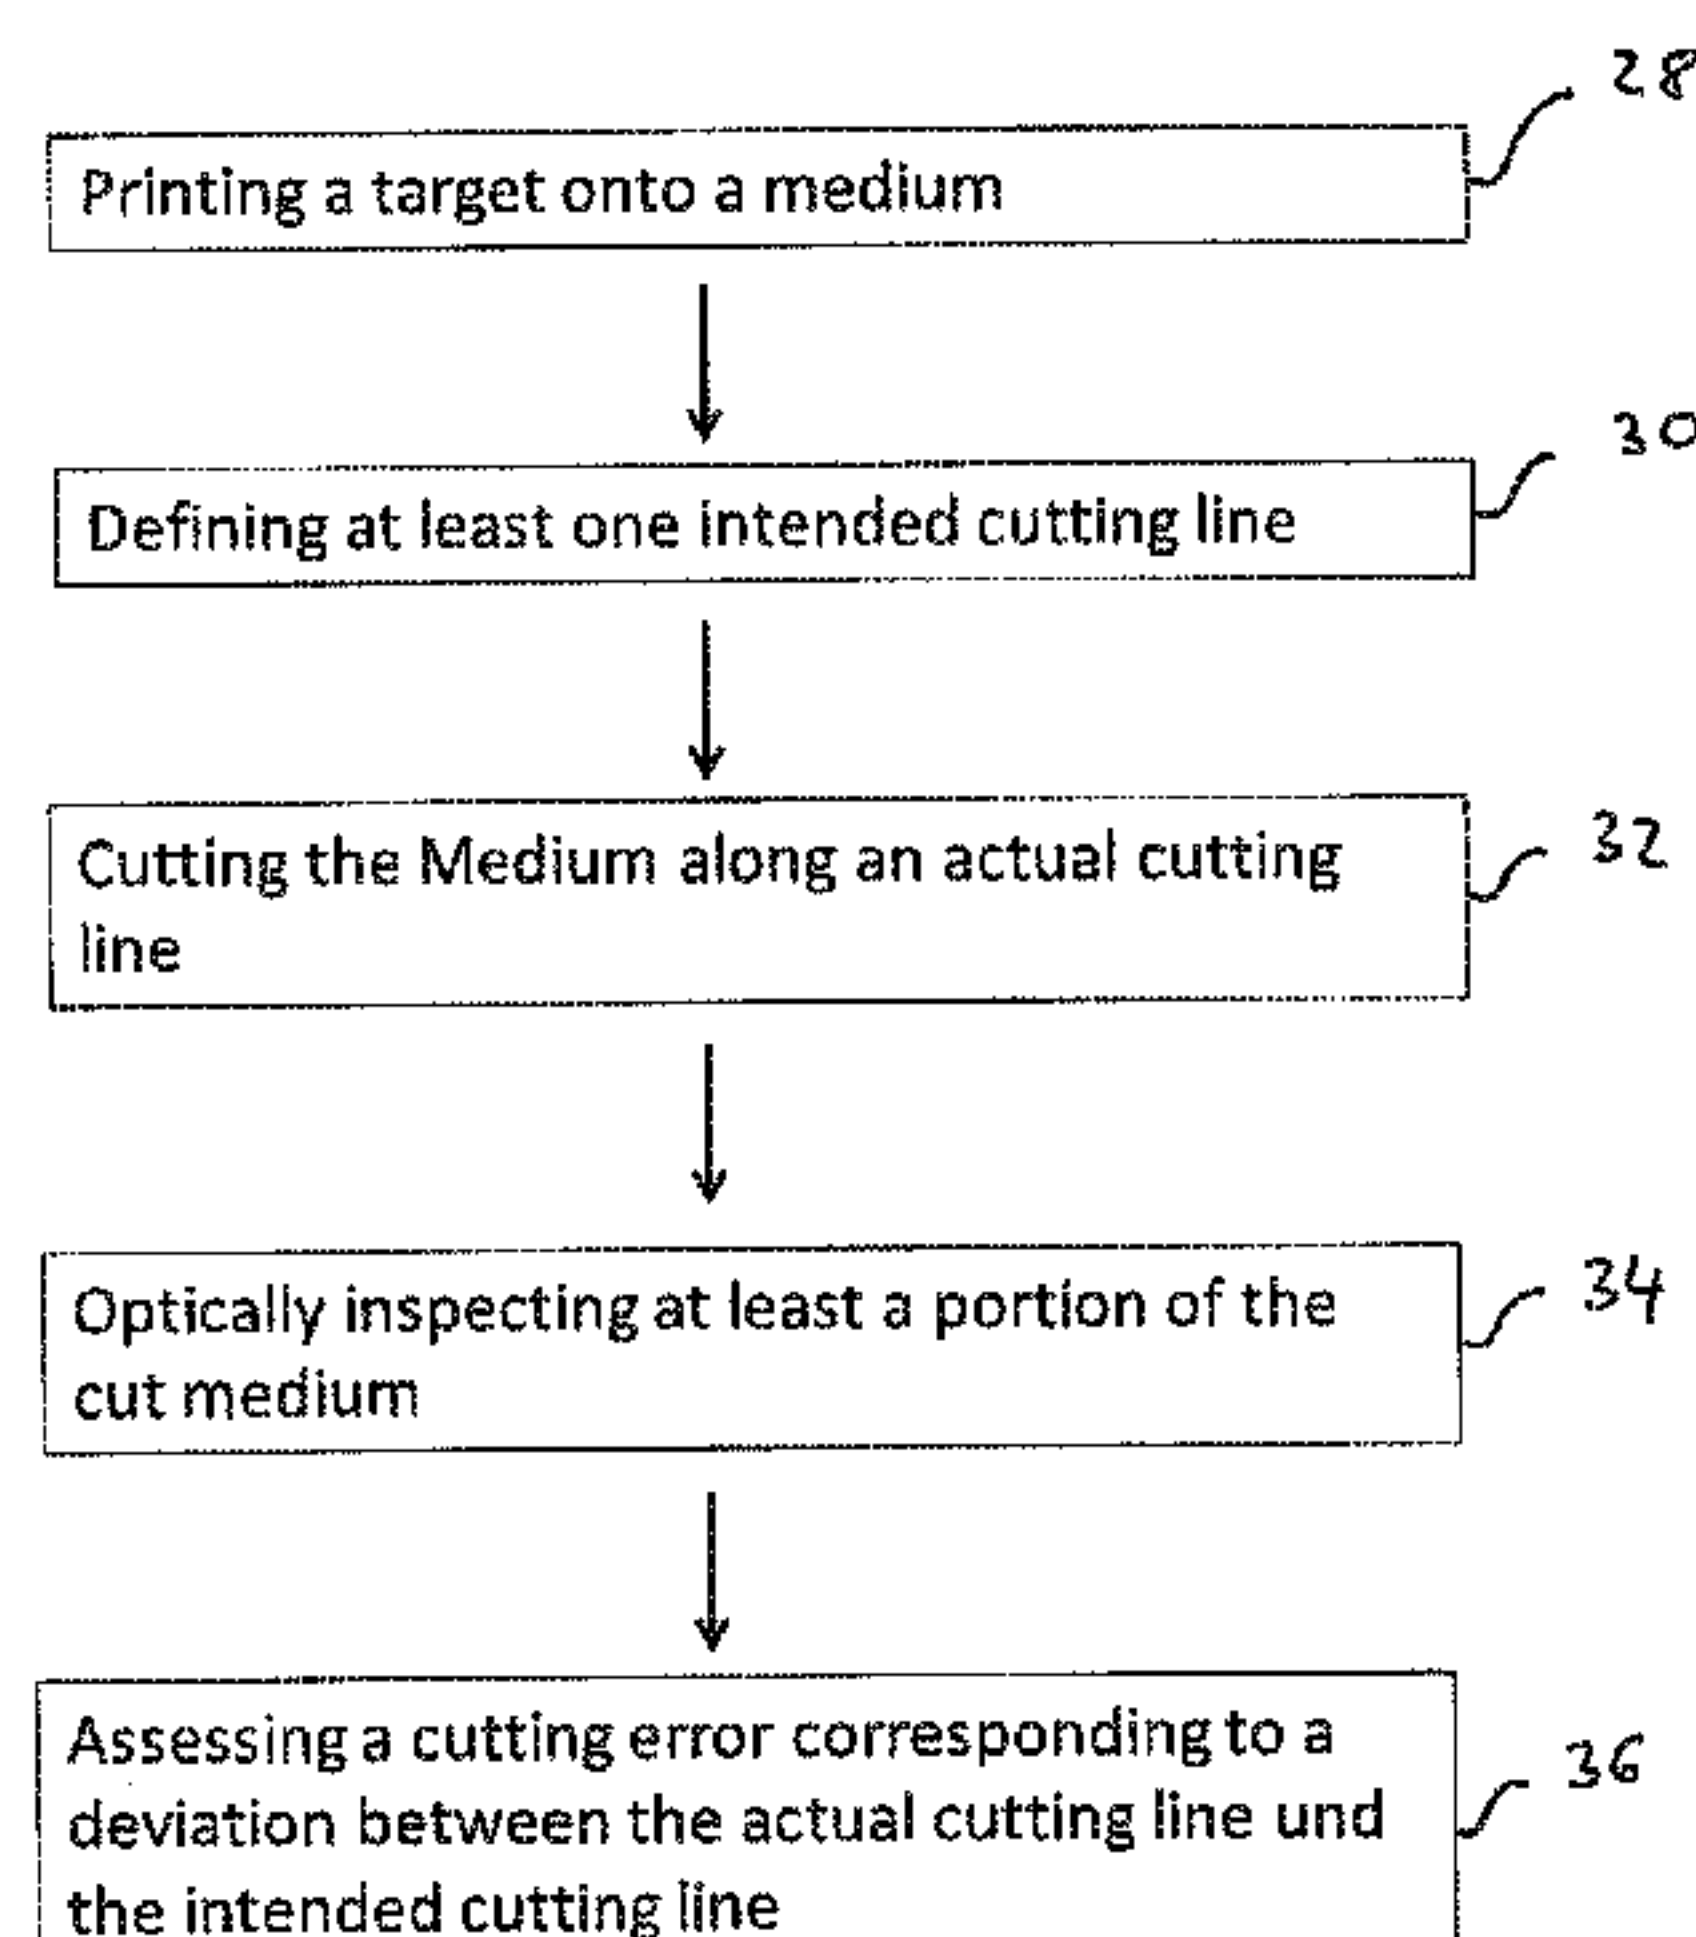 28
Printing a target onto a medium
30
Defining at least one intended cutting line
32
Cutting the Medium along an actual cutting
line
34
Optically inspecting at least a portion of the
cut medium
36
Assessing a cutting error corresponding to a
deviation between the actual cutting line und
the intended cutting line